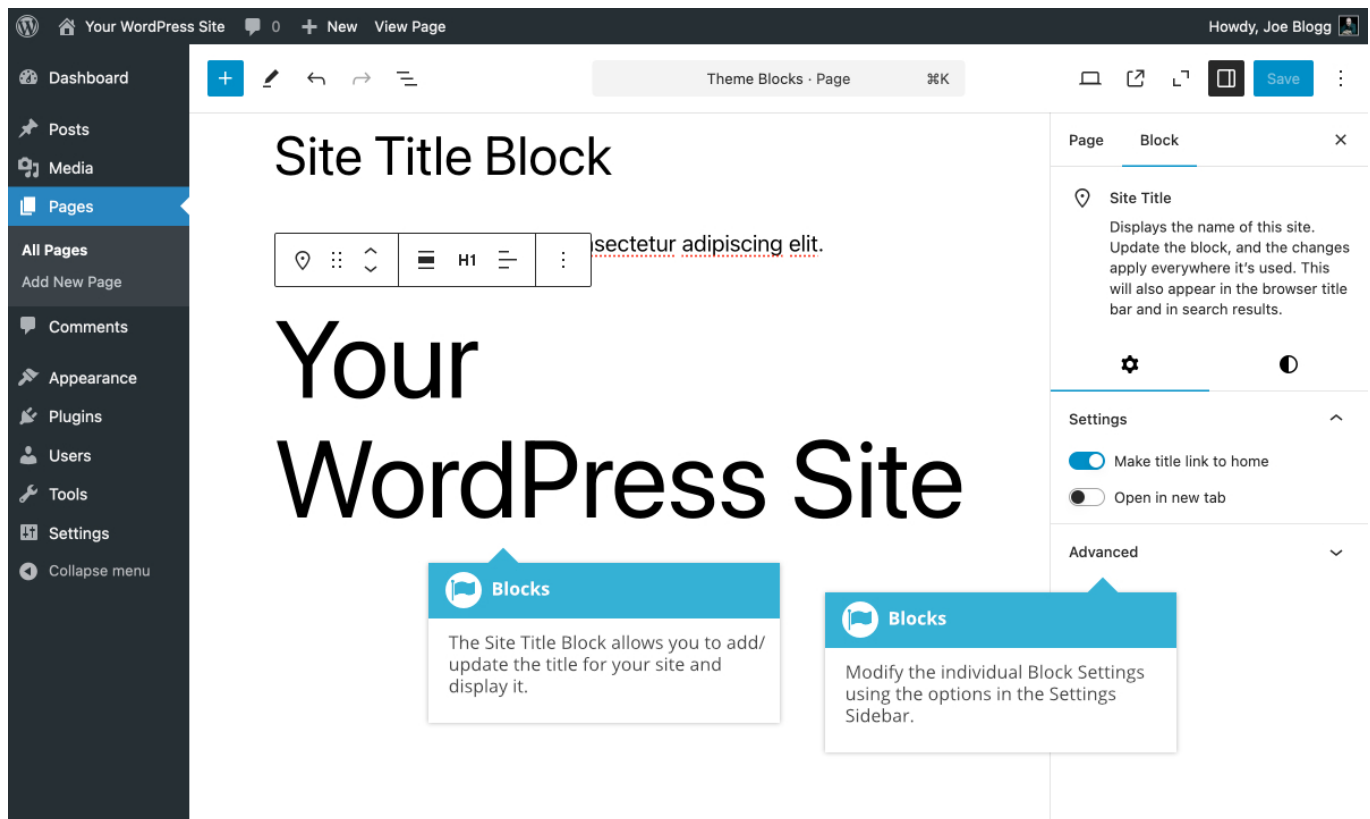 Your WordPress Site 0 New View Page Howdy, Joe Blogg
Dashboard
Posts
Media
Pages
All Pages
Add New Page
Comments
Appearance
Plugins
Users
Tools
Settings
Collapse menu
Theme Blocks · Page ⌘K
Save
Site Title Block
H1
sectetur adipiscing elit.
Your
WordPress Site
Blocks
The Site Title Block allows you to add/
update the title for your site and
display it.
Page Block
Site Title
Displays the name of this site.
Update the block, and the changes
apply everywhere it’s used. This
will also appear in the browser title
bar and in search results.
Settings
Make title link to home
Open in new tab
Advanced
Blocks
Modify the individual Block Settings
using the options in the Settings
Sidebar.